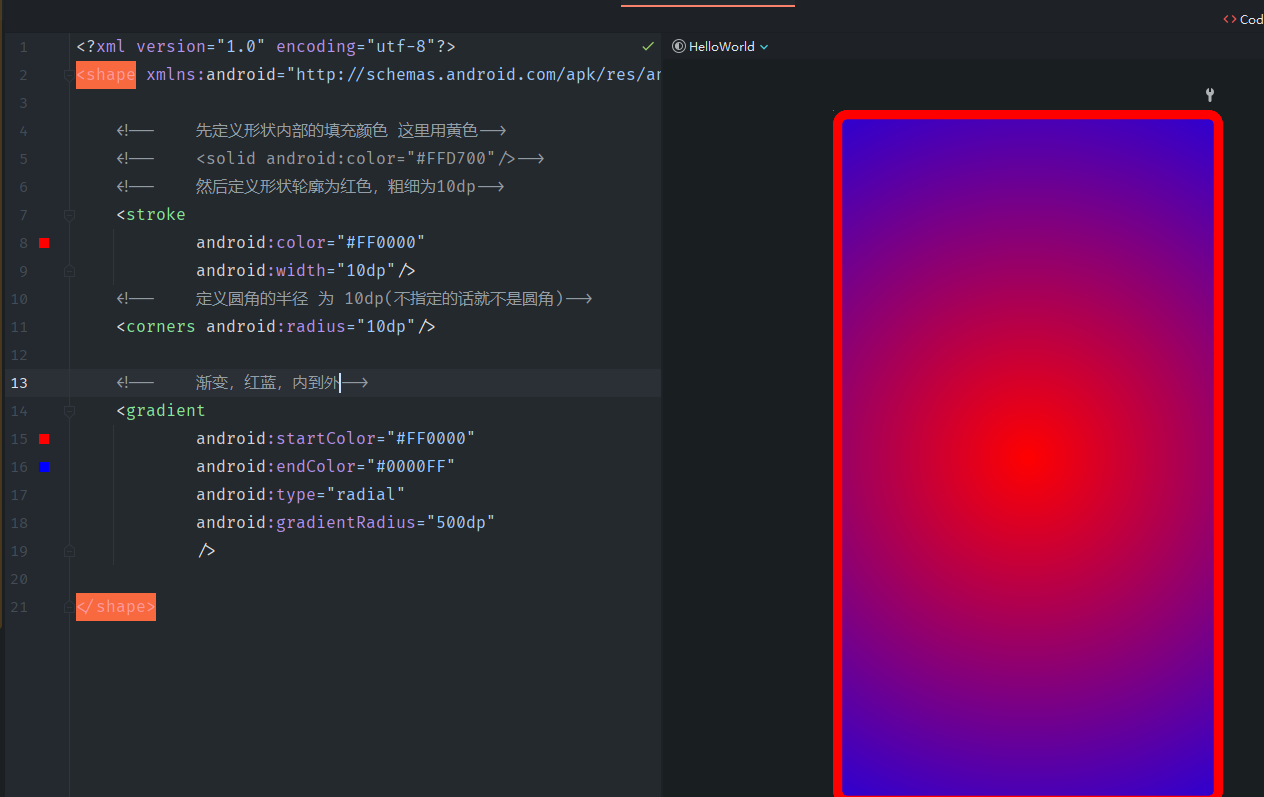 Cod
HelloWorld
1 <?xml version="1.0" encoding="utf-8"?>
2 <shape xmlns:android="http://schemas.android.com/apk/res/an
3
4 <!-- 先定义形状内部的填充颜色 这里用黄色-->
5 <!-- <solid android:color="#FFD700"/>-->
6 <!-- 然后定义形状轮廓为红色，粗细为10dp-->
7 <stroke
8 android:color="#FF0000"
9 android:width="10dp"/>
10 <!-- 定义圆角的半径 为 10dp(不指定的话就不是圆角)-->
11 <corners android:radius="10dp"/>
12
13 <!-- 渐变，红蓝，内到外-->
14 <gradient
15 android:startColor="#FF0000"
16 android:endColor="#0000FF"
17 android:type="radial"
18 android:gradientRadius="500dp"
19 />
20
21 </shape>